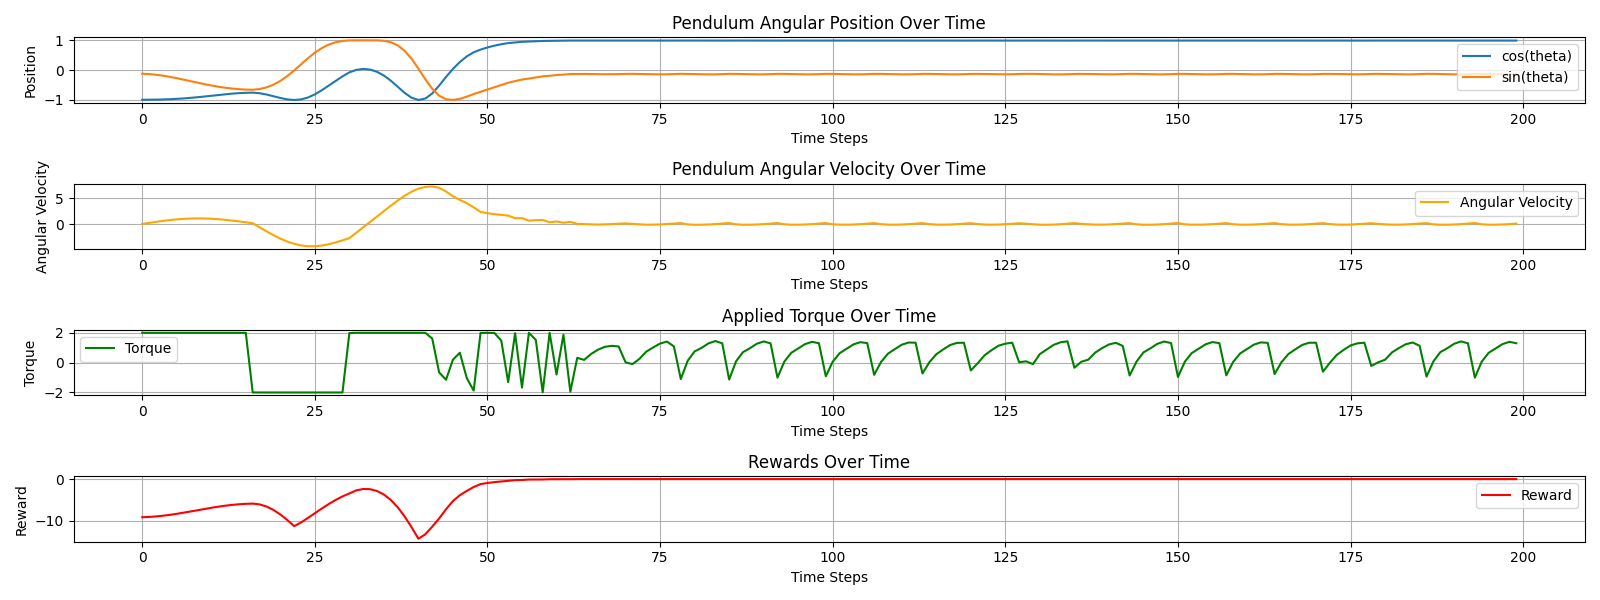 Pendulum Angular Position Over Time
Position
1
0
−1
cos(theta)
sin(theta)
0 25 50 75 100 125 150 175 200
Time Steps
Pendulum Angular Velocity Over Time
Angular Velocity
5
0
Angular Velocity
0 25 50 75 100 125 150 175 200
Time Steps
Applied Torque Over Time
Torque
2
0
−2
Torque
0 25 50 75 100 125 150 175 200
Time Steps
Rewards Over Time
Reward
0
−10
Reward
0 25 50 75 100 125 150 175 200
Time Steps